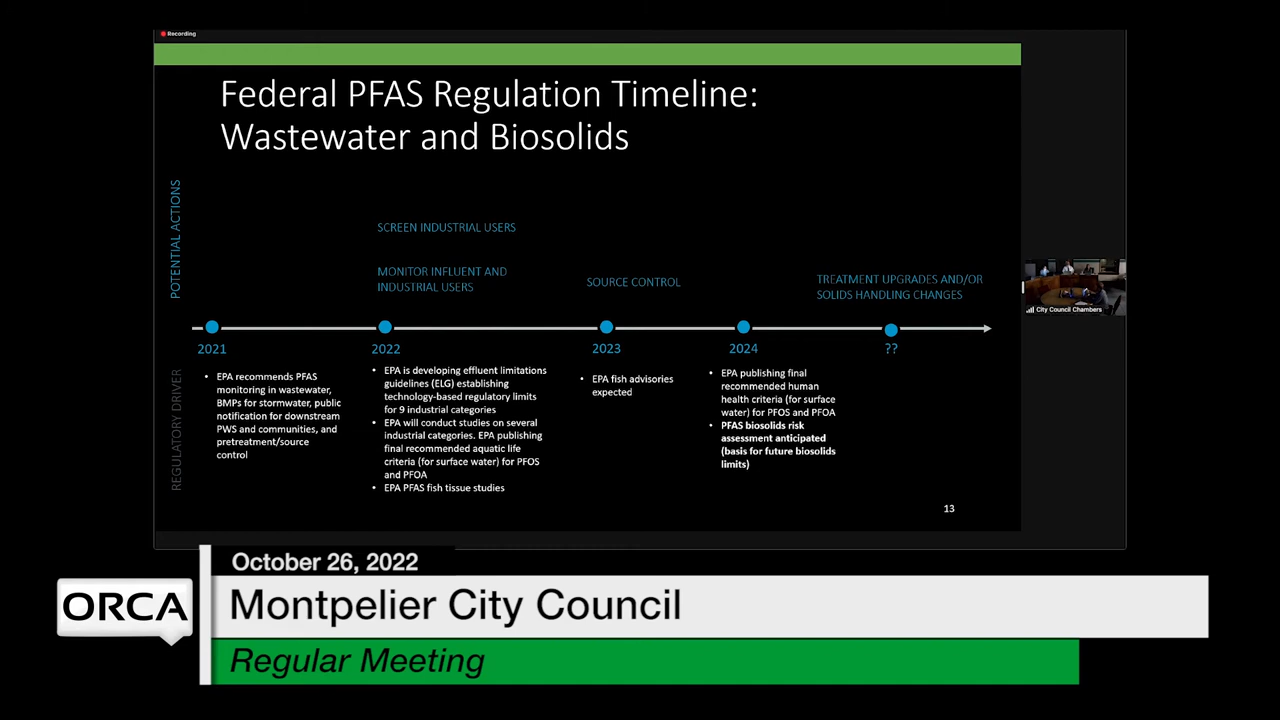 Recording
Federal PFAS Regulation Timeline:
Wastewater and Biosolids
POTENTIAL ACTIONS
SCREEN INDUSTRIAL USERS
MONITOR INFLUENT AND
INDUSTRIAL USERS
SOURCE CONTROL
TREATMENT UPGRADES AND/OR
SOLIDS HANDLING CHANGES
City Council Chambers
2021
2022
2023
2024
??
REGULATORY DRIVER
• EPA recommends PFAS
monitoring in wastewater,
BMPs for stormwater, public
notification for downstream
PWS and communities, and
pretreatment/source
control
• EPA is developing effluent limitations
guidelines (ELG) establishing
technology-based regulatory limits
for 9 industrial categories
• EPA will conduct studies on several
industrial categories. EPA publishing
final recommended aquatic life
criteria (for surface water) for PFOS
and PFOA
• EPA PFAS fish tissue studies
• EPA fish advisories
expected
• EPA publishing final
recommended human
health criteria (for surface
water) for PFOS and PFOA
• PFAS biosolids risk
assessment anticipated
(basis for future biosolids
limits)
13
October 26, 2022
ORCA
Montpelier City Council
Regular Meeting